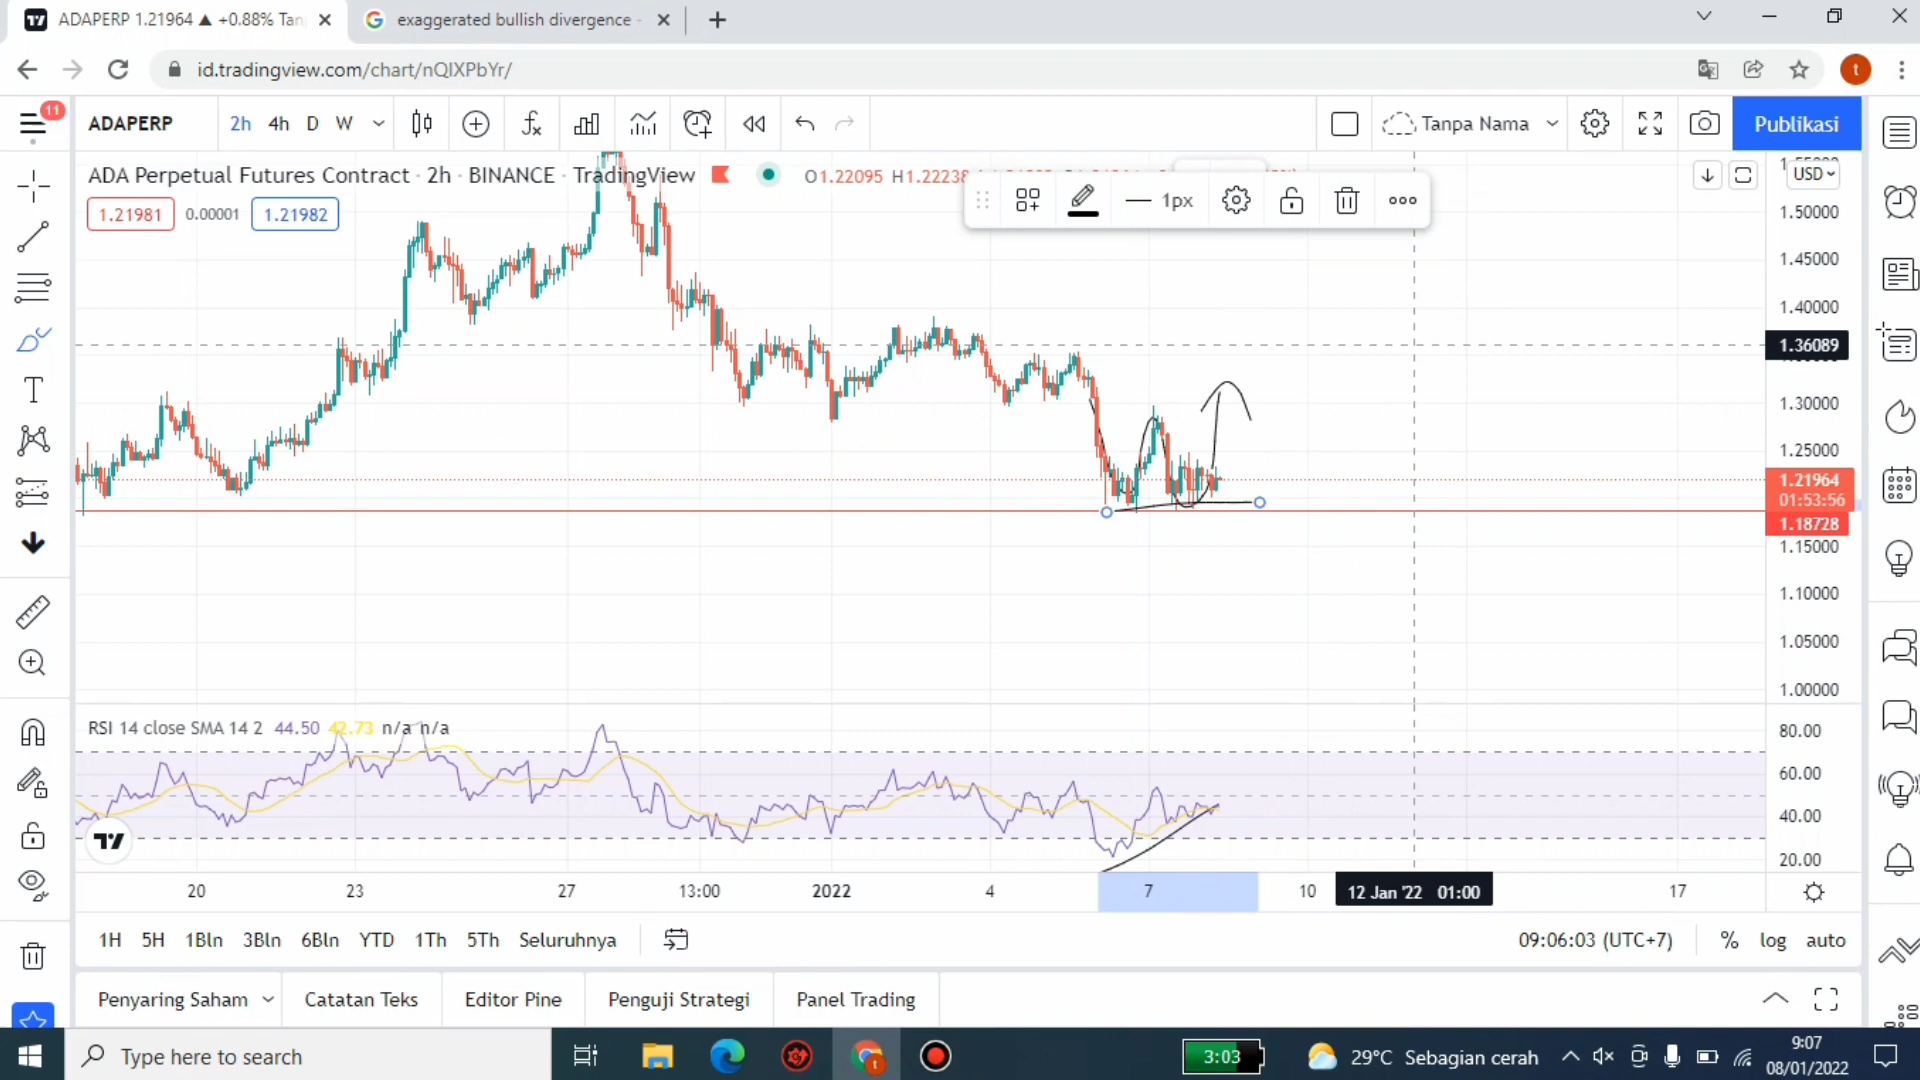 ADAPERP 1.21964 ▲ +0.88% Tan
exaggerated bullish divergence -
id.tradingview.com/chart/nQIXPbYr/
t
11
ADAPERP
2h
4h
D
W
Tanpa Nama
Publikasi
ADA Perpetual Futures Contract · 2h · BINANCE · TradingView
O1.22095 H1.22238
1px
USD
1.21981
0.00001
1.21982
1.50000
1.45000
1.40000
1.36089
1.30000
1.25000
1.21964
01:53:56
1.18728
1.15000
1.10000
1.05000
1.00000
RSI 14 close SMA 14 2 44.50 42.73 n/a n/a
80.00
60.00
40.00
20.00
20
23
27
13:00
2022
4
7
10
12 Jan '22 01:00
17
1H
5H
1Bln
3Bln
6Bln
YTD
1Th
5Th
Seluruhnya
09:06:03 (UTC+7)
%
log
auto
Penyaring Saham
Catatan Teks
Editor Pine
Penguji Strategi
Panel Trading
Type here to search
3:03
29°C Sebagian cerah
9:07
08/01/2022